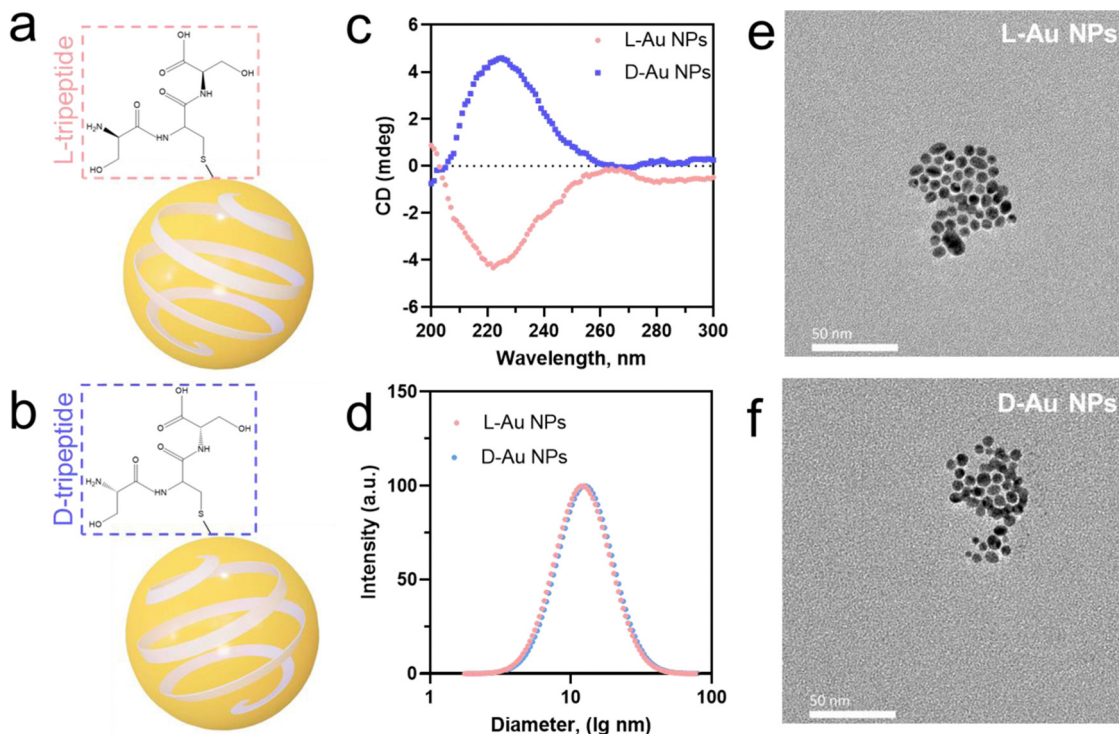 a
L-tripeptide
OH
O
OH
NH
O
O
H₂N
HN
HO
S
b
D-tripeptide
OH
O
OH
NH
O
O
H₂N
HN
HO
S
c
L-Au NPs
D-Au NPs
CD (mdeg)
6
4
2
0
-2
-4
-6
200 220 240 260 280 300
Wavelength, nm
d
L-Au NPs
D-Au NPs
Intensity (a.u.)
150
100
50
0
1 10 100
Diameter, (lg nm)
e
L-Au NPs
50 nm
f
D-Au NPs
50 nm